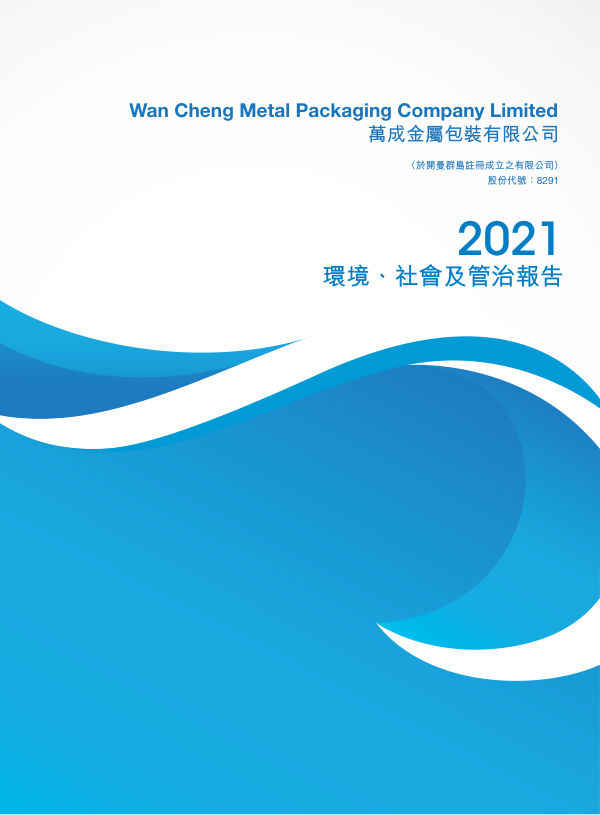 Wan Cheng Metal Packaging Company Limited
萬成金屬包裝有限公司
（於開曼群島註冊成立之有限公司）
股份代號：8291
2021
環境、社會及管治報告